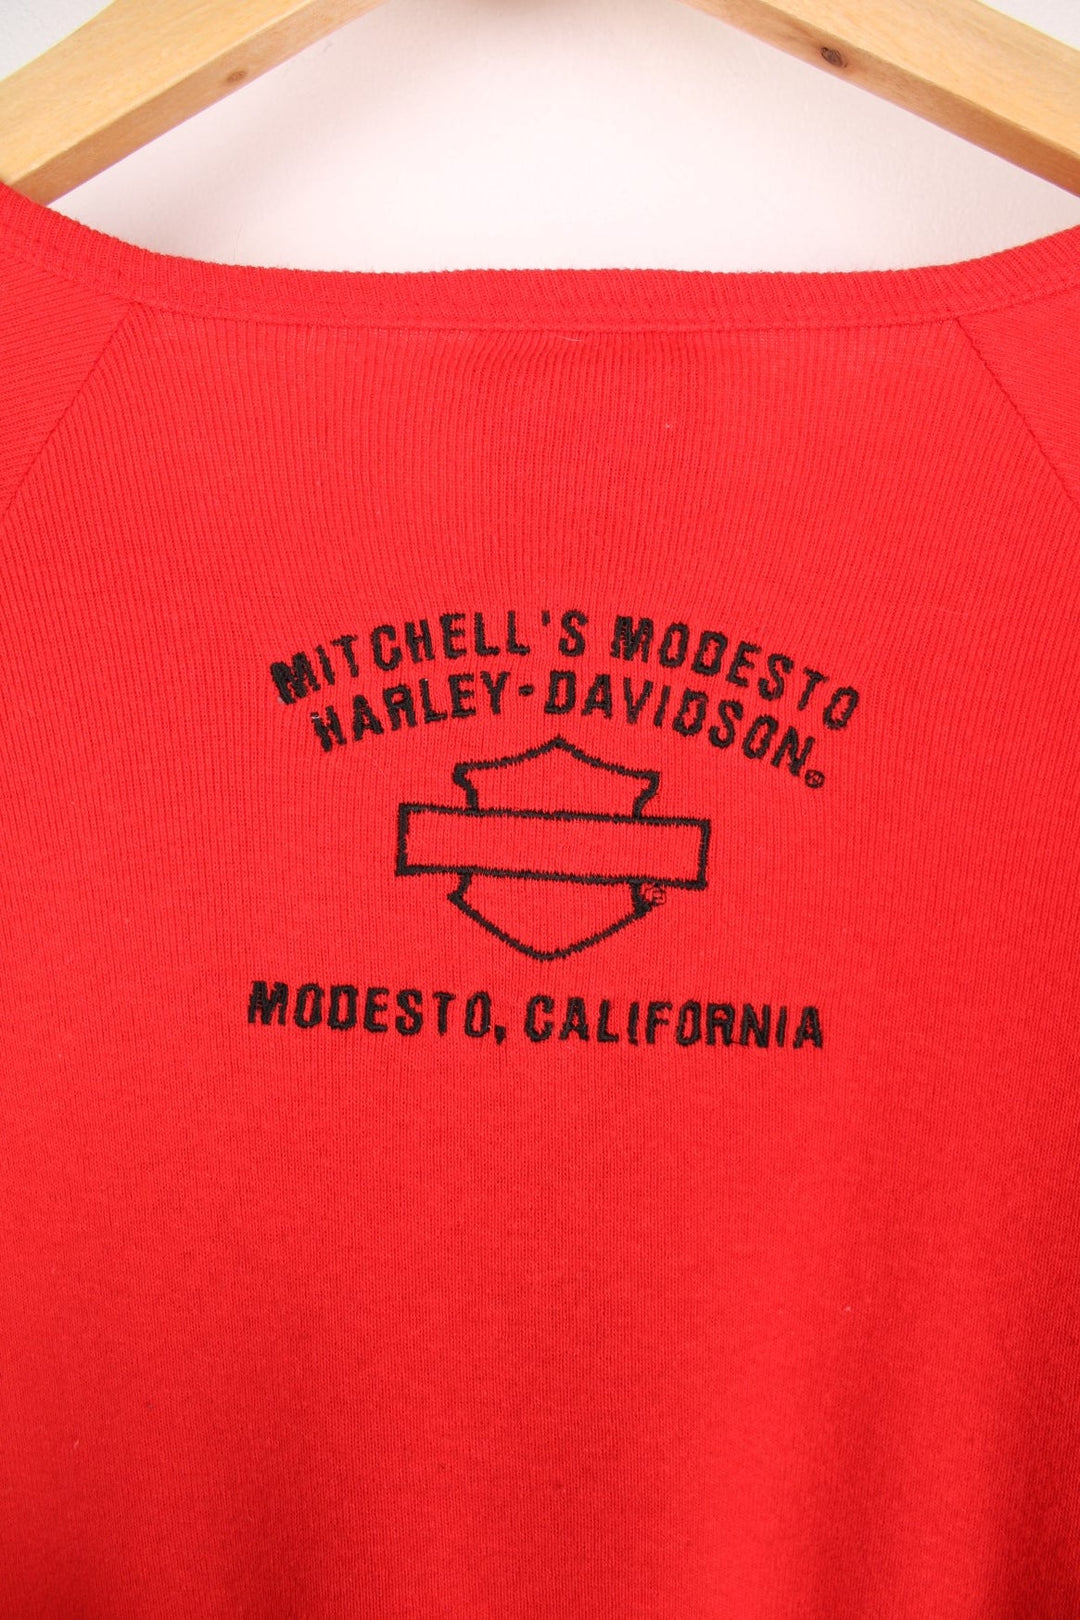 MITCHELL'S MODESTO
HARLEY-DAVIDSON®
®
MODESTO, CALIFORNIA